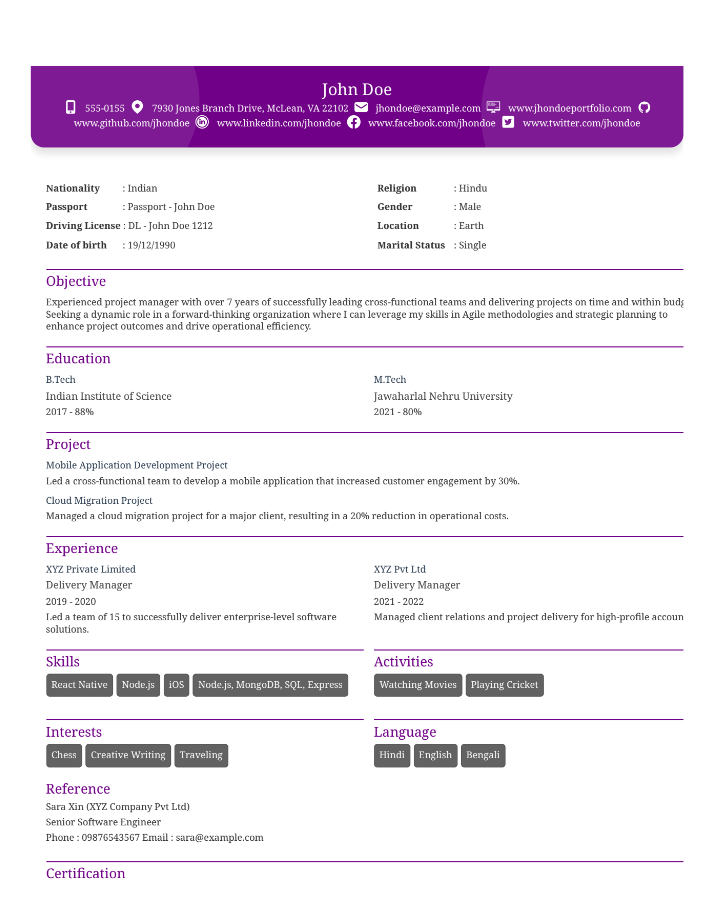 John Doe
555-0155 7930 Jones Branch Drive, McLean, VA 22102 jhondoe@example.com www.jhondoeportfolio.com
www.github.com/jhondoe www.linkedin.com/jhondoe www.facebook.com/jhondoe www.twitter.com/jhondoe
Nationality : Indian
Religion : Hindu
Passport : Passport - John Doe
Gender : Male
Driving License : DL - John Doe 1212
Location : Earth
Date of birth : 19/12/1990
Marital Status : Single
Objective
Experienced project manager with over 7 years of successfully leading cross-functional teams and delivering projects on time and within
Seeking a dynamic role in a forward-thinking organization where I can leverage my skills in Agile methodologies and strategic planning to
enhance project outcomes and drive operational efficiency.
Education
B.Tech
Indian Institute of Science
2017 - 88%
M.Tech
Jawaharlal Nehru University
2021 - 80%
Project
Mobile Application Development Project
Led a cross-functional team to develop a mobile application that increased customer engagement by 30%.
Cloud Migration Project
Managed a cloud migration project for a major client, resulting in a 20% reduction in operational costs.
Experience
XYZ Private Limited
Delivery Manager
2019 - 2020
Led a team of 15 to successfully deliver enterprise-level software
solutions.
XYZ Pvt Ltd
Delivery Manager
2021 - 2022
Managed client relations and project delivery for high-profile accoun
Skills
React Native Node.js iOS Node.js, MongoDB, SQL, Express
Activities
Watching Movies Playing Cricket
Interests
Chess Creative Writing Traveling
Language
Hindi English Bengali
Reference
Sara Xin (XYZ Company Pvt Ltd)
Senior Software Engineer
Phone : 09876543567 Email : sara@example.com
Certification